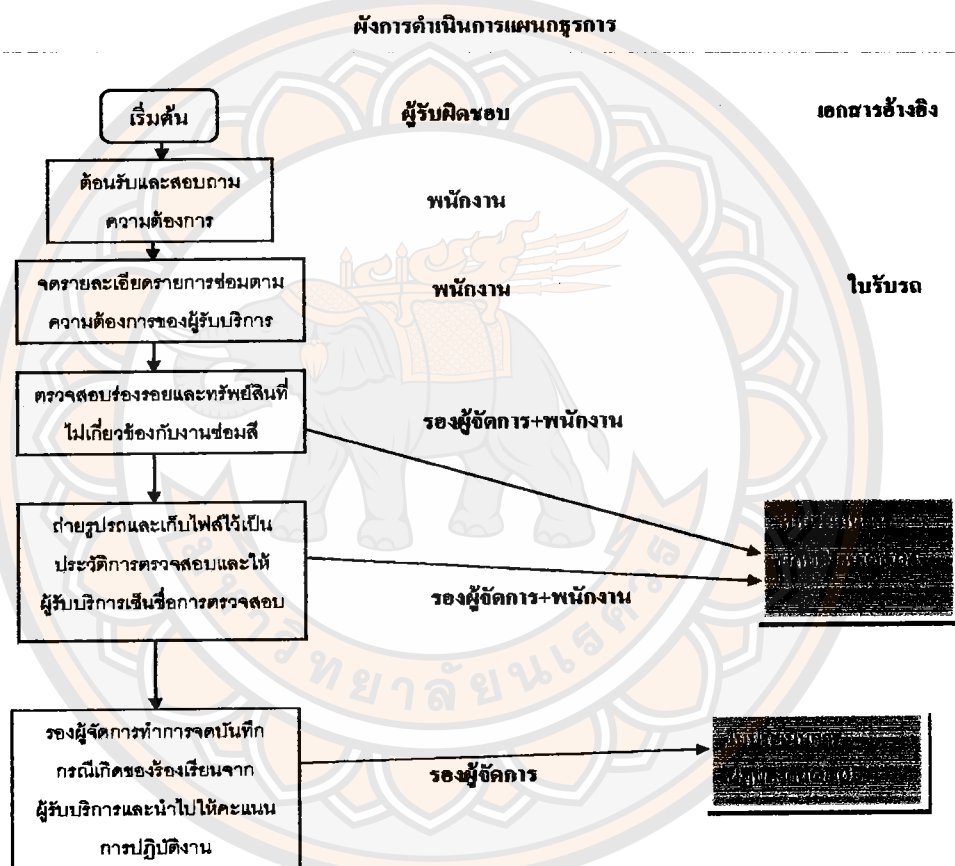 ผังการดำเนินการแผนกธุรการ
เริ่มต้น
ผู้รับผิดชอบ
เอกสารอ้างอิง
ต้อนรับและสอบถาม
ความต้องการ
พนักงาน
จดรายละเอียดรายการซ่อมตาม
ความต้องการของผู้รับบริการ
พนักงาน
ใบรับรถ
ตรวจสอบร่องรอยและทรัพย์สินที่
ไม่เกี่ยวข้องกับงานซ่อมสี
รองผู้จัดการ+พนักงาน
ถ่ายรูปรถและเก็บไฟล์ไว้เป็น
ประวัติการตรวจสอบและให้
ผู้รับบริการเซ็นชื่อการตรวจสอบ
รองผู้จัดการ+พนักงาน
รองผู้จัดการทำการจดบันทึก
กรณีเกิดของร้องเรียนจาก
ผู้รับบริการและนำไปให้คะแนน
การปฏิบัติงาน
รองผู้จัดการ